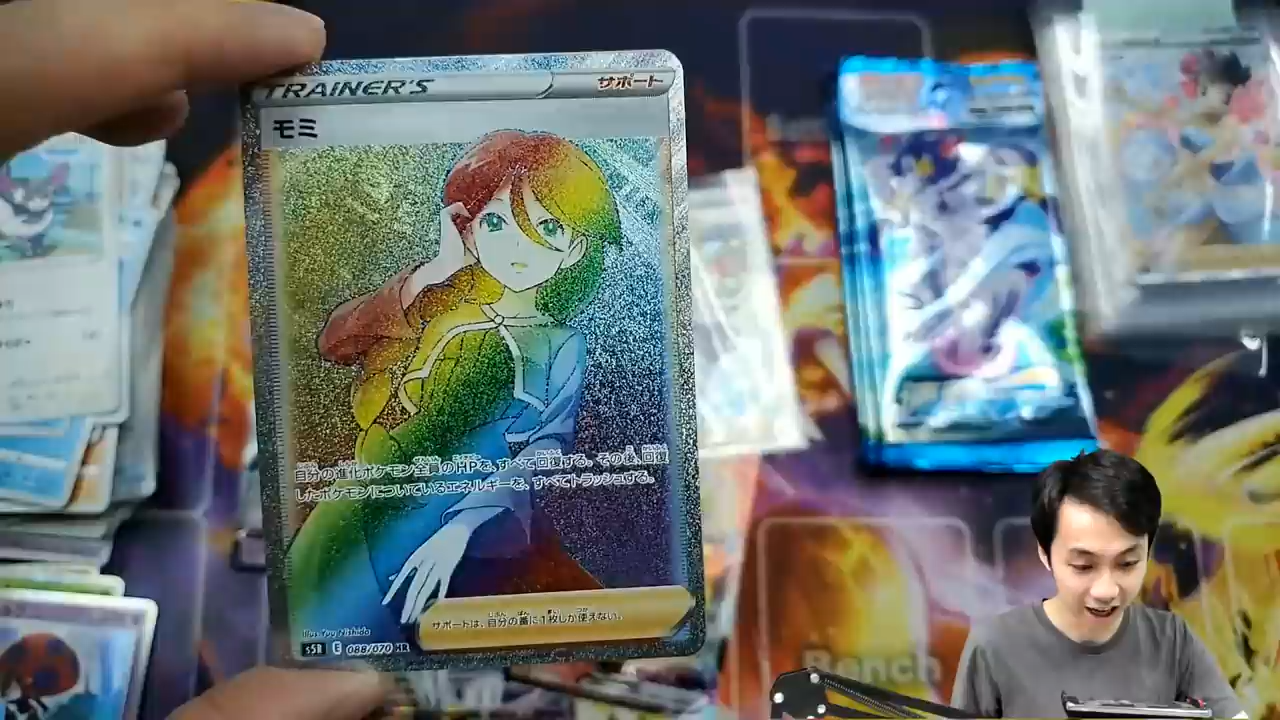 TRAINER'S サポート
モミ
自分の進化ポケモン全員のHPを、すべて回復する。その後、回復
したポケモンについているエネルギーを、すべてトラッシュする。
サポートは、自分の番に1枚しか使えない。
Illus. Yuu Nishida
s5R E 088/070 HR
Bench